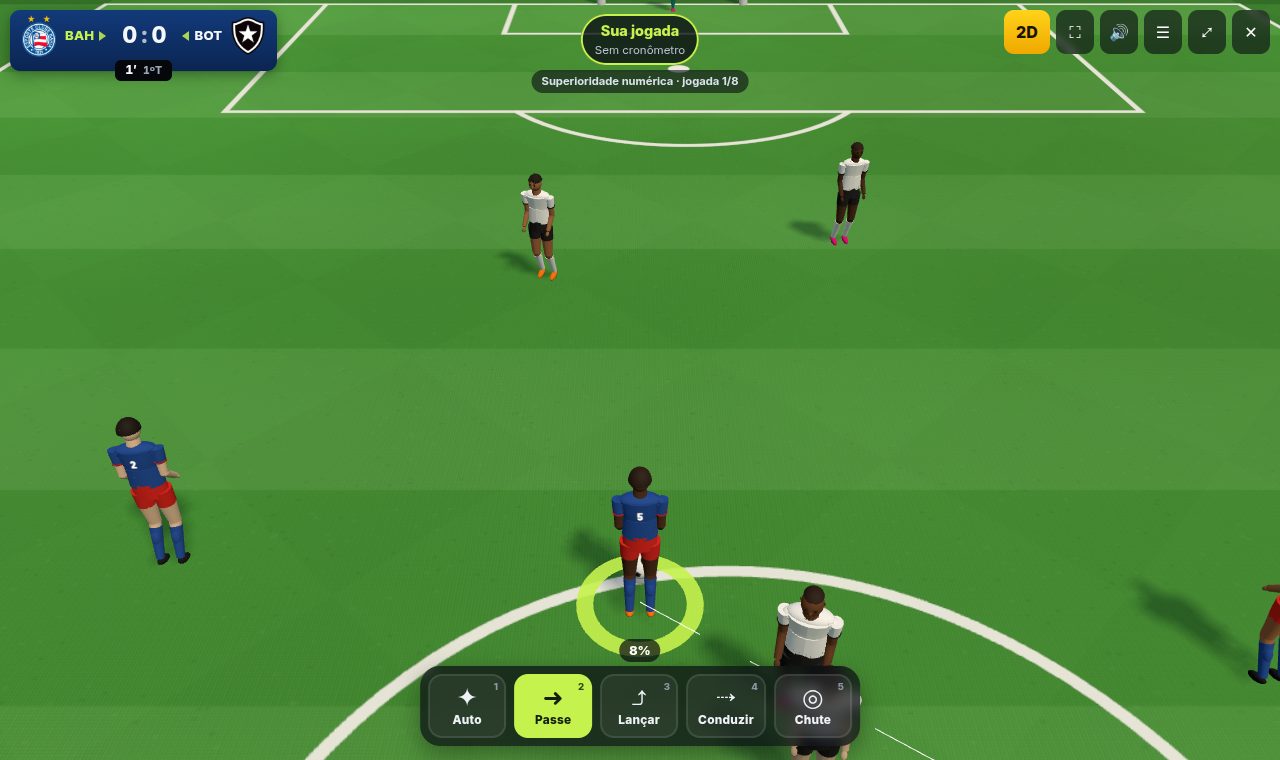 BAH 0:0 BOT
1' 1ºT
Sua jogada
Sem cronômetro
Superioridade numérica · jogada 1/8
2D
2
5
8%
1
Auto
2
Passe
3
Lançar
4
Conduzir
5
Chute